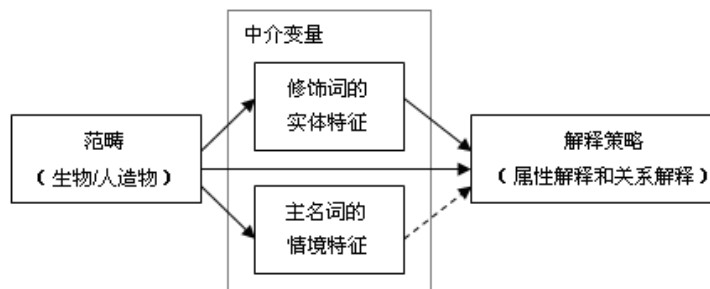 中介变量
修饰词的
实体特征
范畴
（生物/人造物）
解释策略
（属性解释和关系解释）
主名词的
情境特征